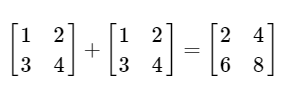 [1 2
3 4] + [1 2
3 4] = [2 4
6 8]